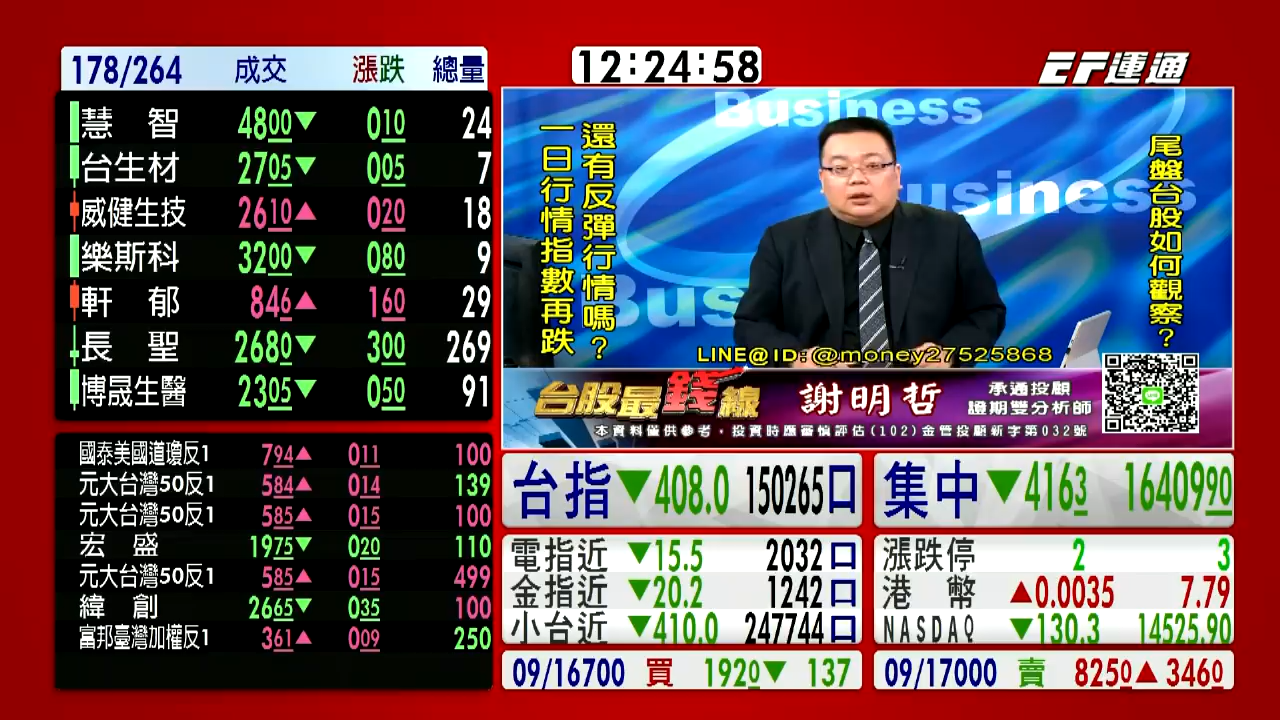 178/264 成交 漲跌 總量
慧智 4800▼ 010 24
台生材 2705▼ 005 7
威健生技 2610▲ 020 18
樂斯科 3200▼ 080 9
軒郁 846▲ 160 29
長聖 2680▼ 300 269
博晟生醫 2305▼ 050 91
國泰美國道瓊反1 794▲ 011 100
元大台灣50反1 584▲ 014 139
元大台灣50反1 585▲ 015 100
宏盛 1975▼ 020 110
元大台灣50反1 585▲ 015 499
緯創 2665▼ 035 100
富邦臺灣加權反1 361▲ 009 250
12:24:58
EF運通
Business
Business
Business
尾盤台股如何觀察?
還有反彈行情嗎?
一日行情指數再跌
LINE@ID:@money27525868
台股最錢線 謝明哲
承通投顧
證期雙分析師
本資料僅供參考,投資時應審慎評估(102)金管投顧新字第032號
台指▼408.0 150265口
電指近 ▼15.5 2032口
金指近 ▼20.2 1242口
小台近 ▼410.0 247744口
09/16700 買 1920▼ 137
集中▼4163 1640990
漲跌停 2 3
港幣 ▲0.0035 7.79
NASDAQ ▼130.3 14525.90
09/17000 賣 8250▲ 3460